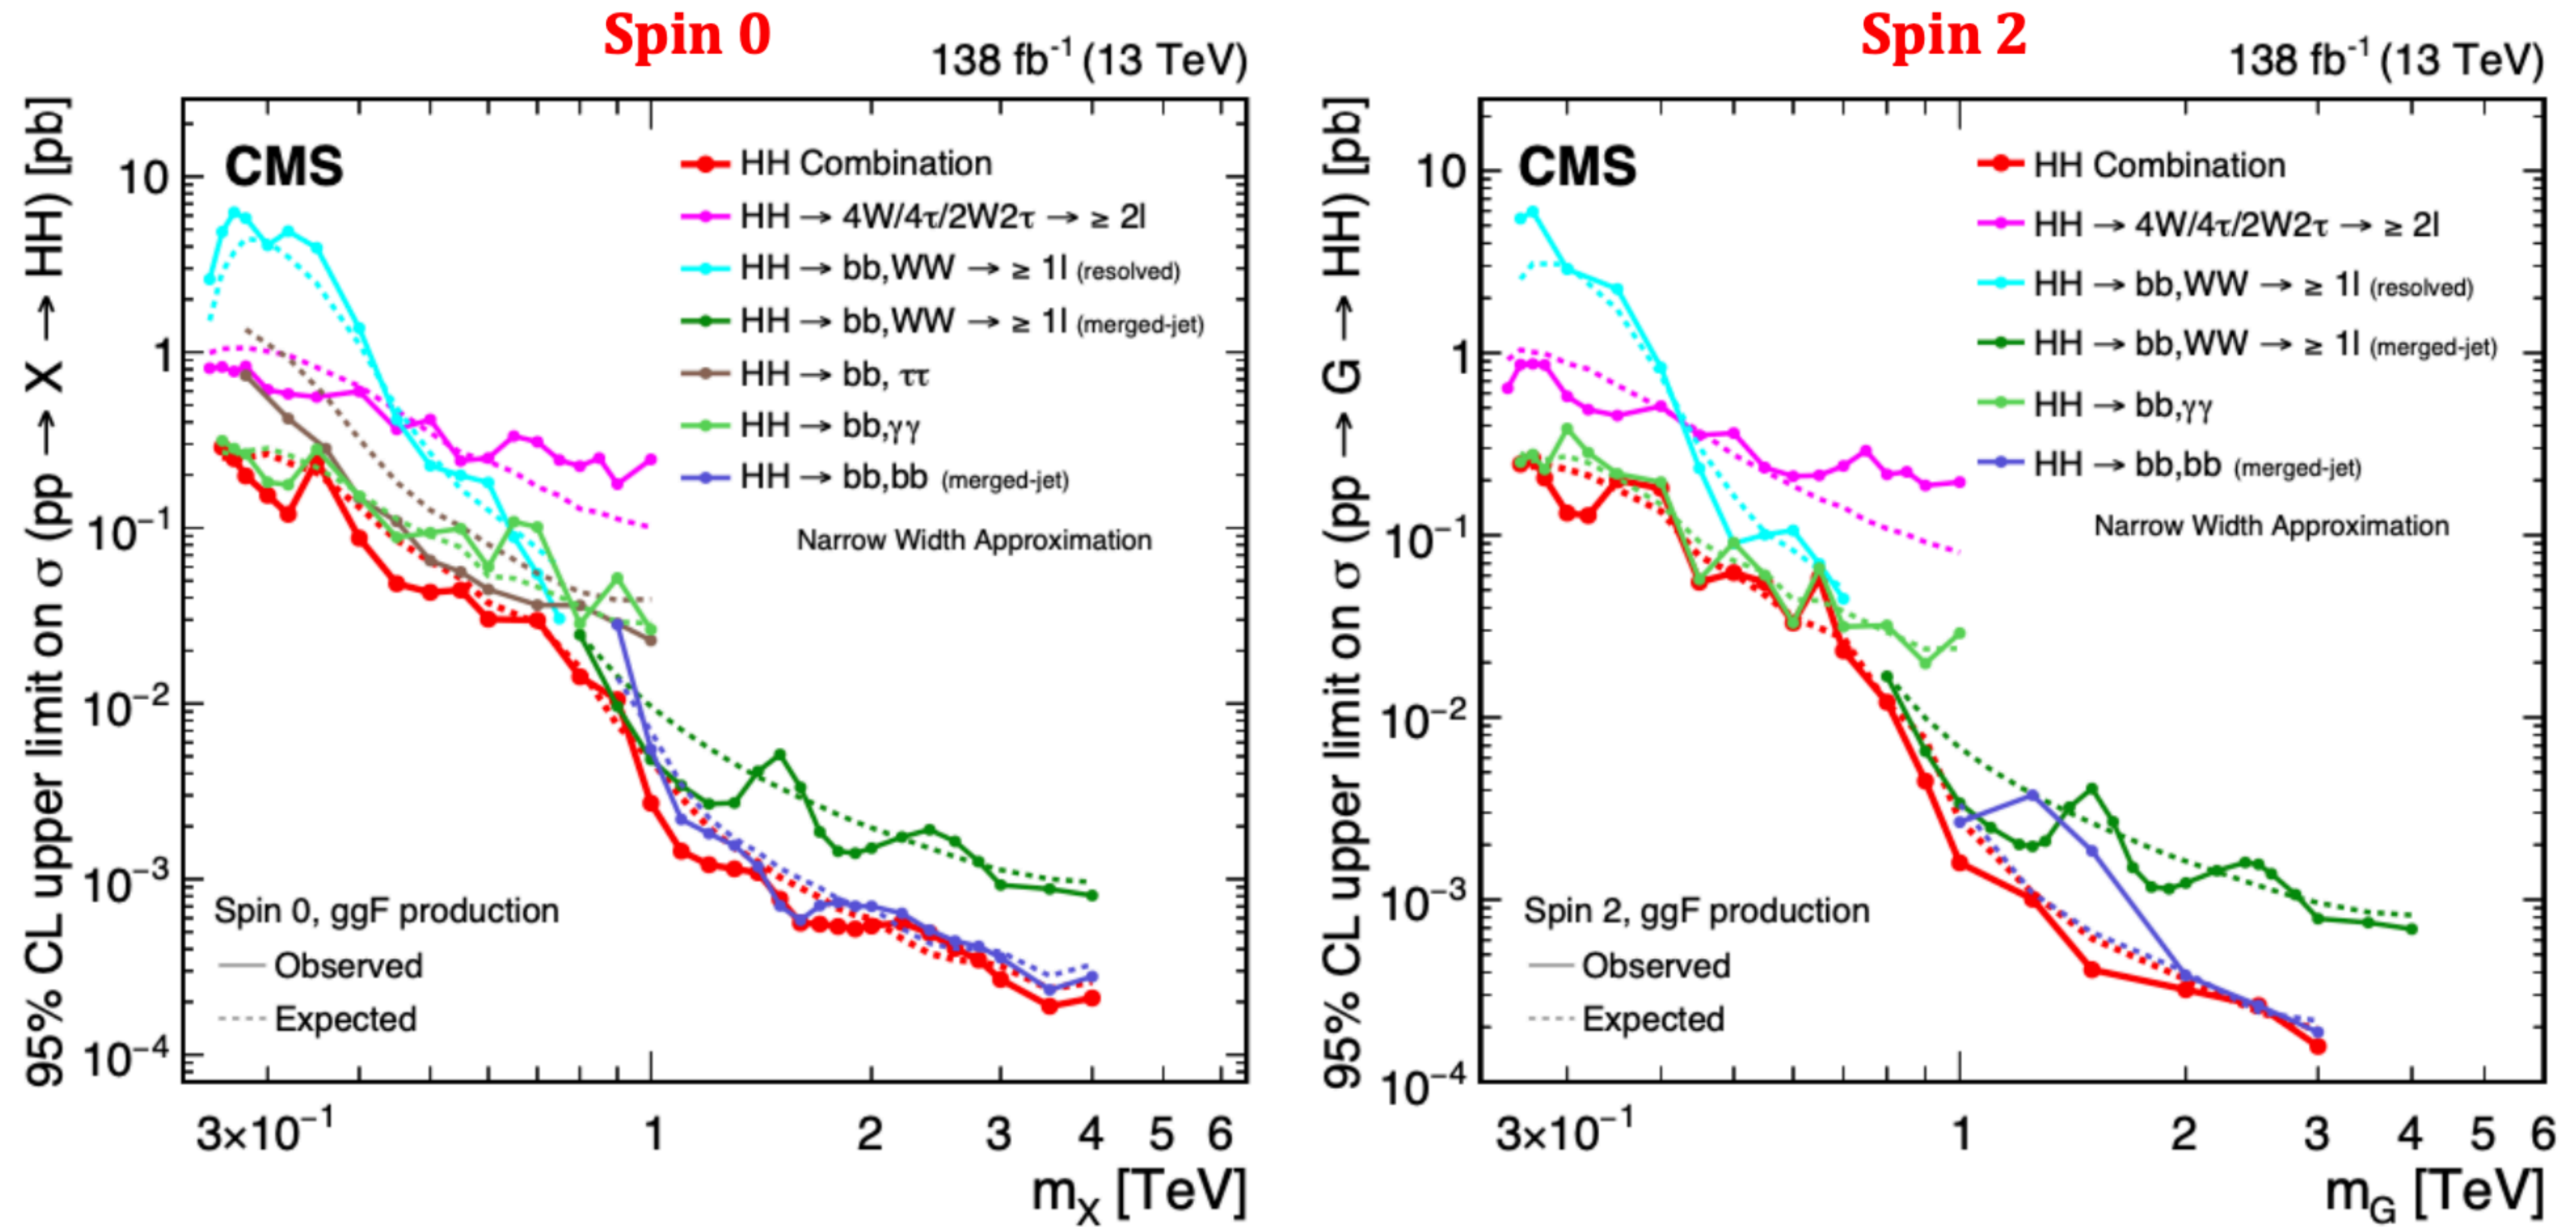 Spin 0
138 fb⁻¹ (13 TeV)
95% CL upper limit on σ (pp → X → HH) [pb]
CMS
HH Combination
HH → 4W/4τ/2W2τ → ≥ 2l
HH → bb,WW → ≥ 1l (resolved)
HH → bb,WW → ≥ 1l (merged-jet)
HH → bb, ττ
HH → bb,γγ
HH → bb,bb (merged-jet)
Narrow Width Approximation
10
1
10⁻¹
10⁻²
10⁻³
10⁻⁴
Spin 0, ggF production
Observed
Expected
3×10⁻¹ 1 2 3 4 5 6
m_X [TeV]
Spin 2
138 fb⁻¹ (13 TeV)
95% CL upper limit on σ (pp → G → HH) [pb]
CMS
HH Combination
HH → 4W/4τ/2W2τ → ≥ 2l
HH → bb,WW → ≥ 1l (resolved)
HH → bb,WW → ≥ 1l (merged-jet)
HH → bb,γγ
HH → bb,bb (merged-jet)
Narrow Width Approximation
10
1
10⁻¹
10⁻²
10⁻³
10⁻⁴
Spin 2, ggF production
Observed
Expected
3×10⁻¹ 1 2 3 4 5 6
m_G [TeV]